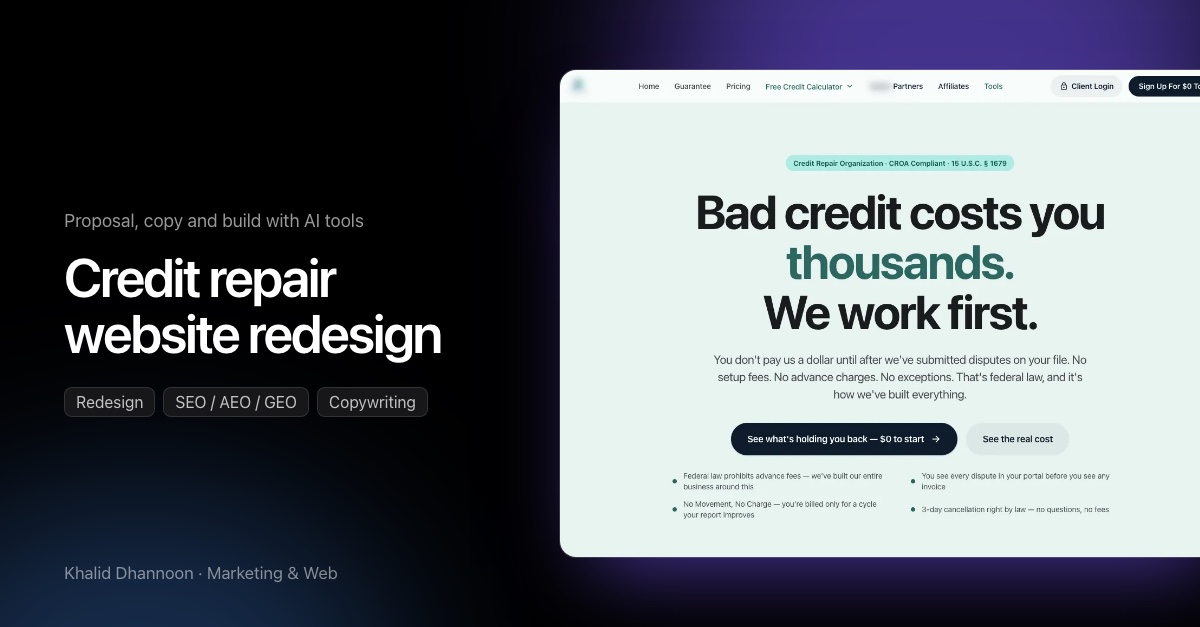 Proposal, copy and build with AI tools
Credit repair
website redesign
Redesign
SEO / AEO / GEO
Copywriting
Khalid Dhannoon · Marketing & Web
Home
Guarantee
Pricing
Free Credit Calculator
Partners
Affiliates
Tools
Client Login
Sign Up For $0 To
Credit Repair Organization · CROA Compliant · 15 U.S.C. § 1679
Bad credit costs you
thousands.
We work first.
You don't pay us a dollar until after we've submitted disputes on your file. No
setup fees. No advance charges. No exceptions. That's federal law, and it's
how we've built everything.
See what's holding you back — $0 to start →
See the real cost
Federal law prohibits advance fees — we've built our entire
business around this
You see every dispute in your portal before you see any
invoice
No Movement, No Charge — you're billed only for a cycle
your report improves
3-day cancellation right by law — no questions, no fees